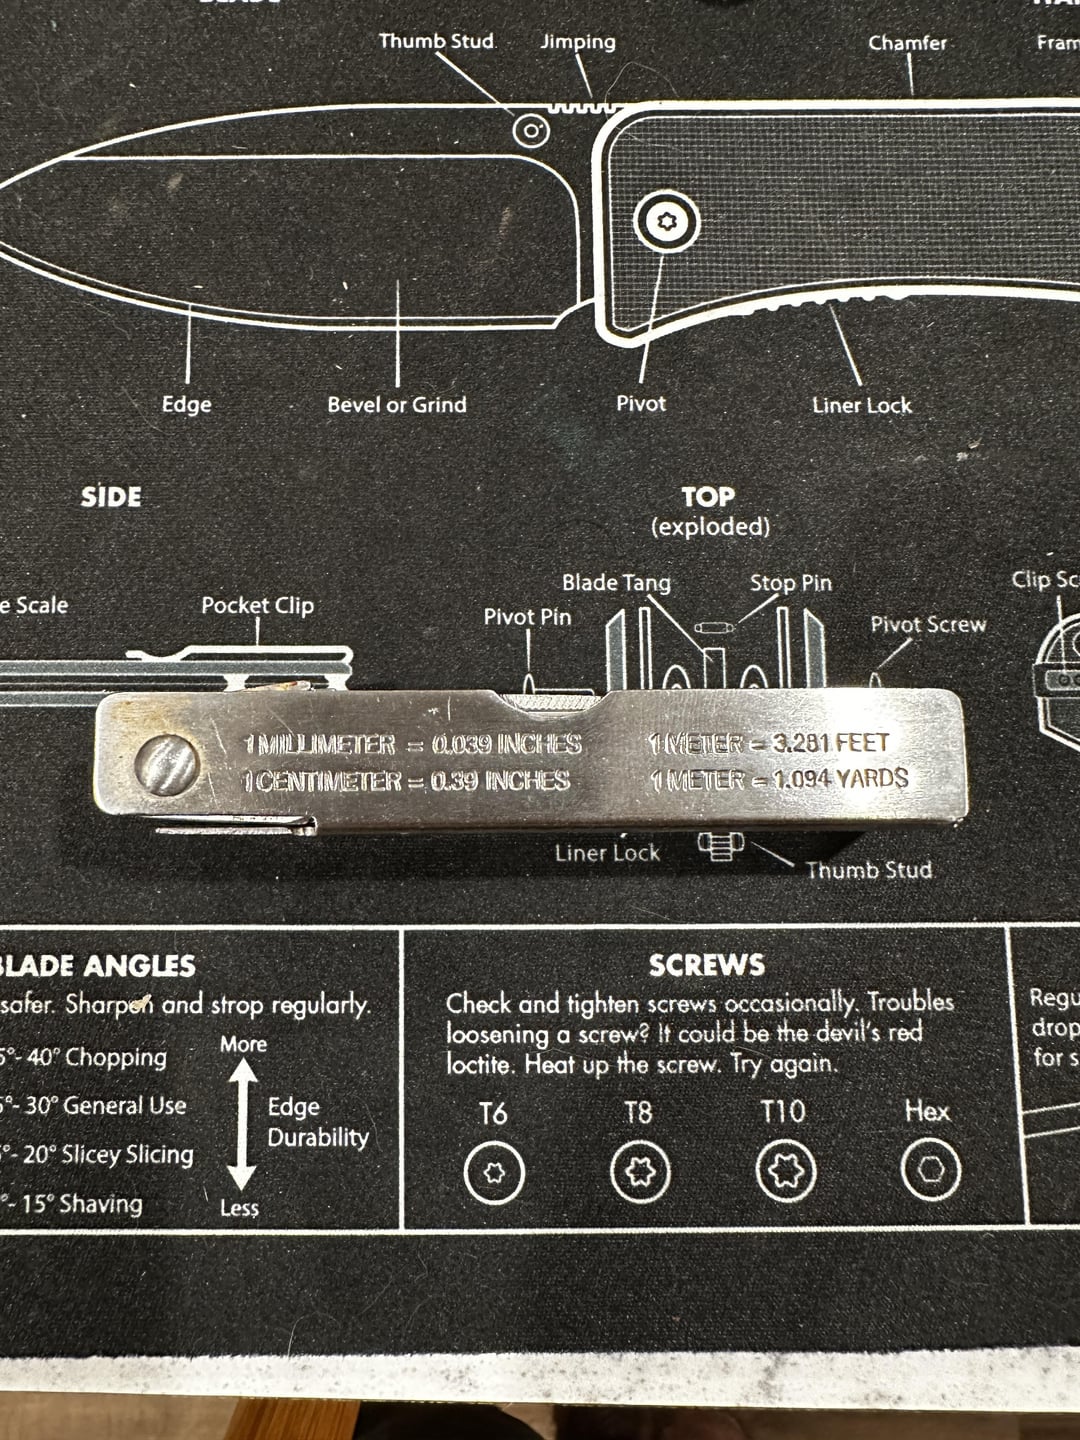 BLADE
Thumb Stud
Jimping
Chamfer
Edge
Bevel or Grind
Pivot
Liner Lock
SIDE
TOP
(exploded)
Scale
Pocket Clip
Blade Tang
Stop Pin
Pivot Pin
Pivot Screw
Clip
1 MILLIMETER = 0.039 INCHES
1 METER = 3.281 FEET
1 CENTIMETER = 0.39 INCHES
1 METER = 1.094 YARDS
Liner Lock
Thumb Stud
BLADE ANGLES
safer. Sharpen and strop regularly.
5°- 40° Chopping
5°- 30° General Use
5°- 20° Slicey Slicing
°- 15° Shaving
More
Edge
Durability
Less
SCREWS
Check and tighten screws occasionally. Troubles
loosening a screw? It could be the devil's red
loctite. Heat up the screw. Try again.
T6
T8
T10
Hex
for